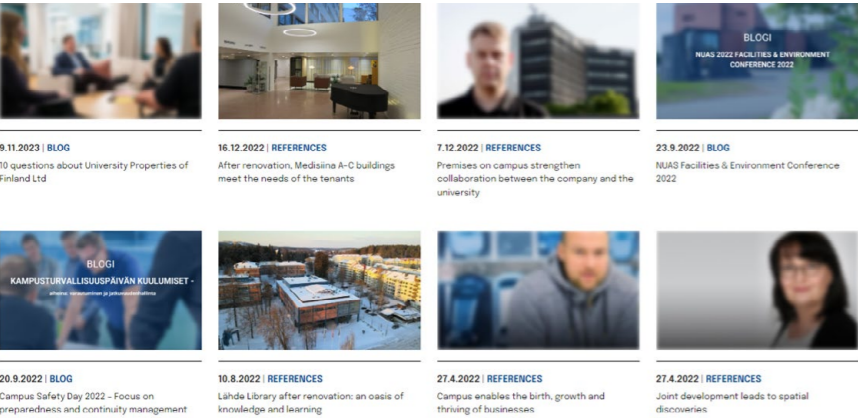 BLOGI
NUAS 2022 FACILITIES & ENVIRONMENT
CONFERENCE 2022
9.11.2023 | BLOG
10 questions about University Properties of
Finland Ltd
16.12.2022 | REFERENCES
After renovation, Medisiina A-C buildings
meet the needs of the tenants
7.12.2022 | REFERENCES
Premises on campus strengthen
collaboration between the company and the
university
23.9.2022 | BLOG
NUAS Facilities & Environment Conference
2022
BLOGI
KAMPUSTURVALLISUUSPÄIVÄN KUULUMISET -
aiheina varautuminen ja jatkuvuudenhallinta
20.9.2022 | BLOG
Campus Safety Day 2022 – Focus on
preparedness and continuity management
10.8.2022 | REFERENCES
Lähde Library after renovation: an oasis of
knowledge and learning
27.4.2022 | REFERENCES
Campus enables the birth, growth and
thriving of businesses
27.4.2022 | REFERENCES
Joint development leads to spatial
discoveries